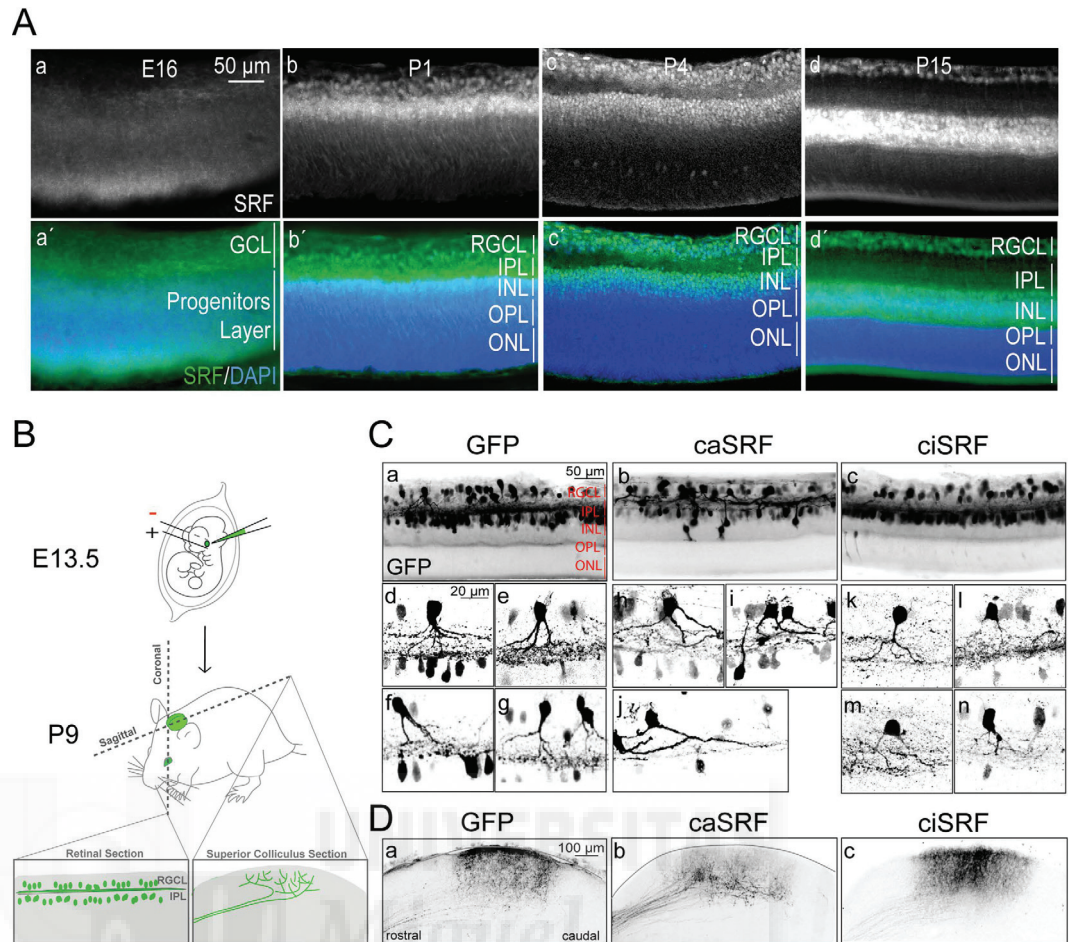 A
a E16 50 µm
b P1
c P4
d P15
SRF
a´ GCL
Progenitors
Layer
SRF/DAPI
b´ RGCL
IPL
INL
OPL
ONL
c´ RGCL
IPL
INL
OPL
ONL
d´ RGCL
IPL
INL
OPL
ONL
B
- 
+
E13.5
Coronal
Sagittal
P9
Retinal Section
RGCL
IPL
Superior Colliculus Section
C
GFP caSRF ciSRF
a 50 µm
RGCL
IPL
INL
OPL
ONL
GFP
b
c
d 20 µm
e
h
i
k
l
f
g
j
m
n
D
GFP caSRF ciSRF
a 100 µm
rostral caudal
b
c